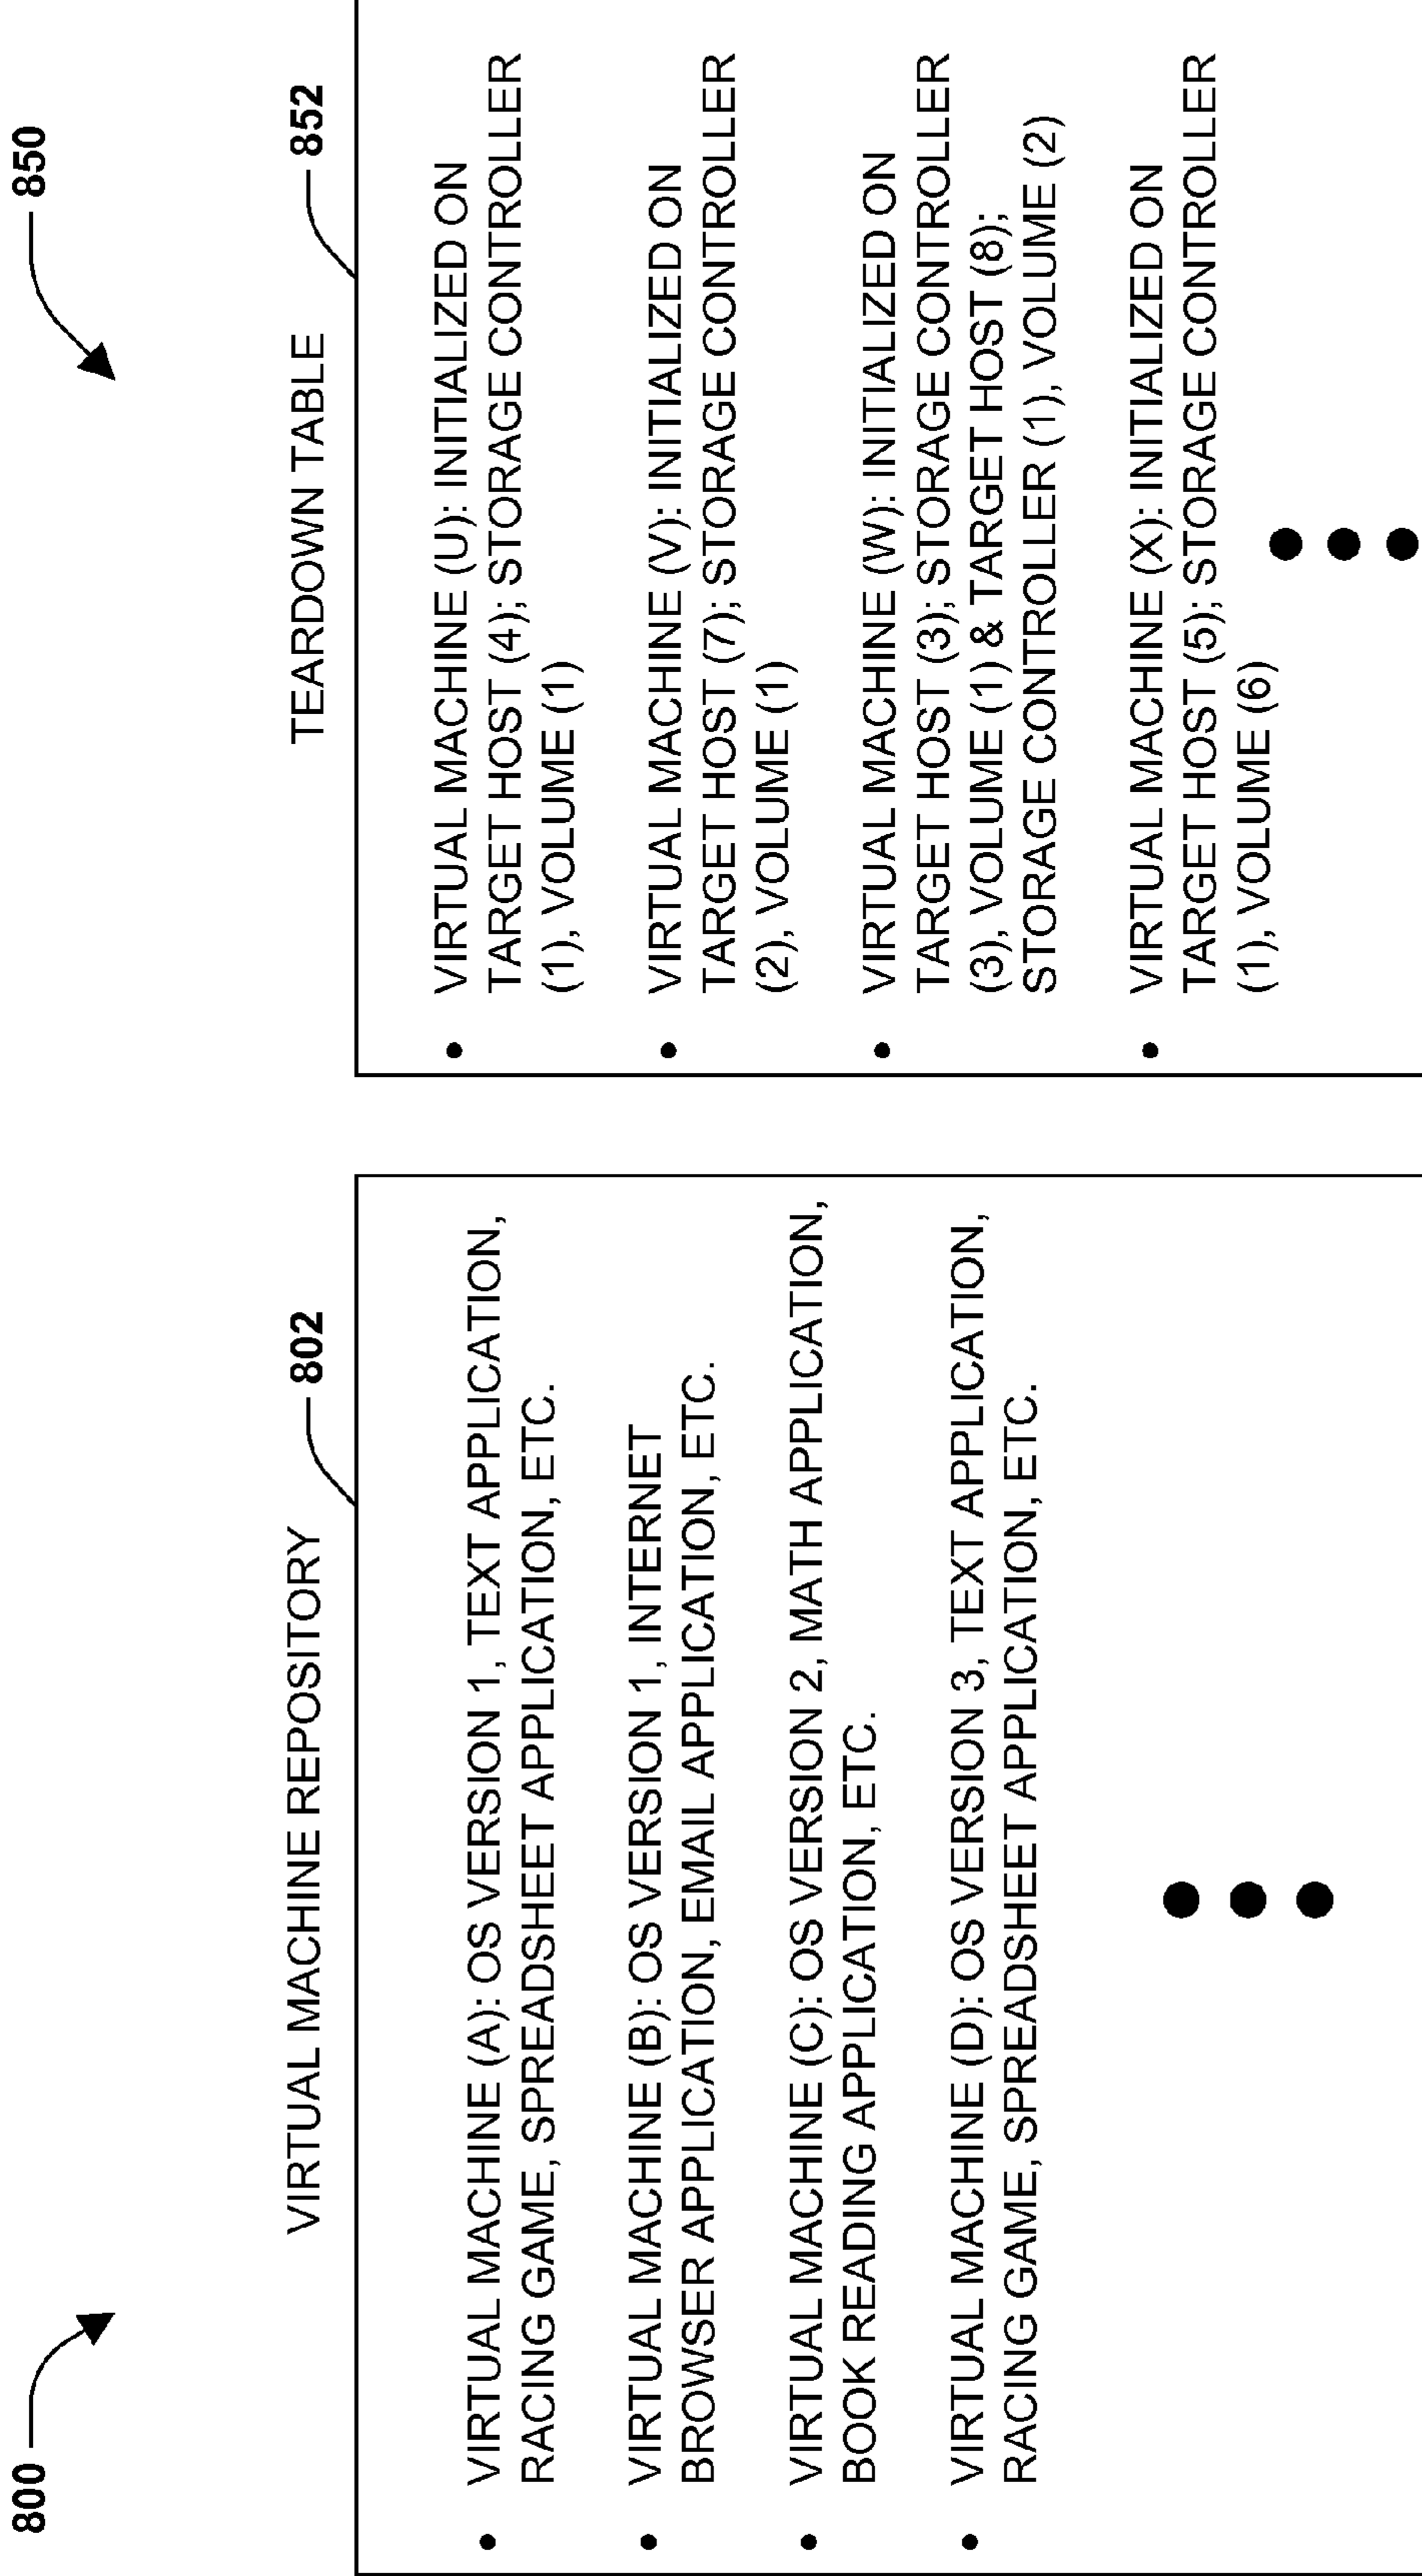 800
VIRTUAL MACHINE REPOSITORY
802
• VIRTUAL MACHINE (A): OS VERSION 1, TEXT APPLICATION,
RACING GAME, SPREADSHEET APPLICATION, ETC.
• VIRTUAL MACHINE (B): OS VERSION 1, INTERNET
BROWSER APPLICATION, EMAIL APPLICATION, ETC.
• VIRTUAL MACHINE (C): OS VERSION 2, MATH APPLICATION,
BOOK READING APPLICATION, ETC.
• VIRTUAL MACHINE (D): OS VERSION 3, TEXT APPLICATION,
RACING GAME, SPREADSHEET APPLICATION, ETC.
850
TEARDOWN TABLE
852
• VIRTUAL MACHINE (U): INITIALIZED ON
TARGET HOST (4); STORAGE CONTROLLER
(1), VOLUME (1)
• VIRTUAL MACHINE (V): INITIALIZED ON
TARGET HOST (7); STORAGE CONTROLLER
(2), VOLUME (1)
• VIRTUAL MACHINE (W): INITIALIZED ON
TARGET HOST (3); STORAGE CONTROLLER
(3), VOLUME (1) & TARGET HOST (8);
STORAGE CONTROLLER (1), VOLUME (2)
• VIRTUAL MACHINE (X): INITIALIZED ON
TARGET HOST (5); STORAGE CONTROLLER
(1), VOLUME (6)